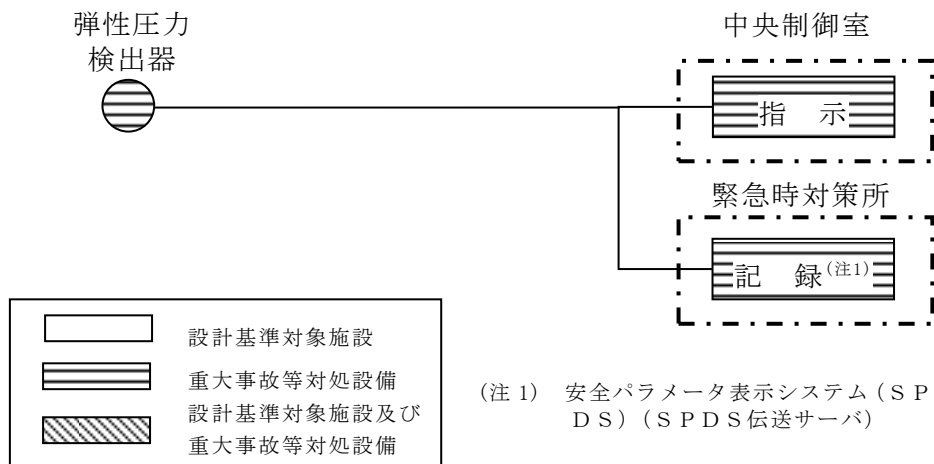 弾性圧力
検出器
中央制御室
指　示
緊急時対策所
記　録(注1)
設計基準対象施設
重大事故等対処設備
設計基準対象施設及び
重大事故等対処設備
(注 1)　安全パラメータ表示システム(ＳＰ
ＤＳ)(ＳＰＤＳ伝送サーバ)